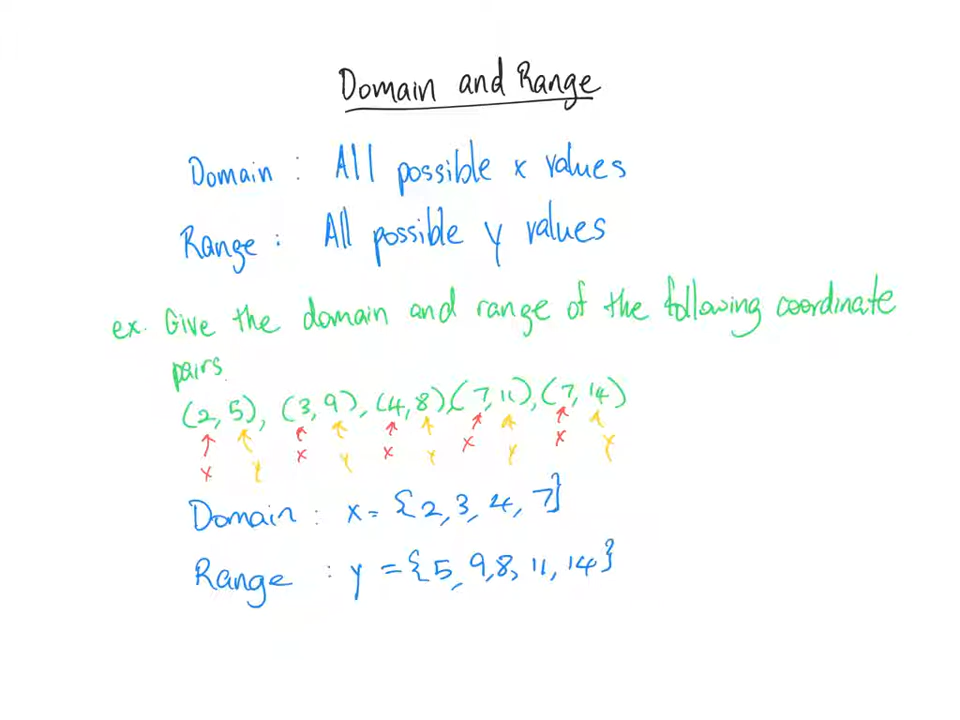 Domain and Range
Domain : All possible x values
Range : All possible y values
ex. Give the domain and range of the following coordinate
pairs.
(2, 5), (3, 9), (4, 8), (7, 11), (7, 14)
x y x y x y x y x y
Domain : x = {2, 3, 4, 7}
Range : y = {5, 9, 8, 11, 14}